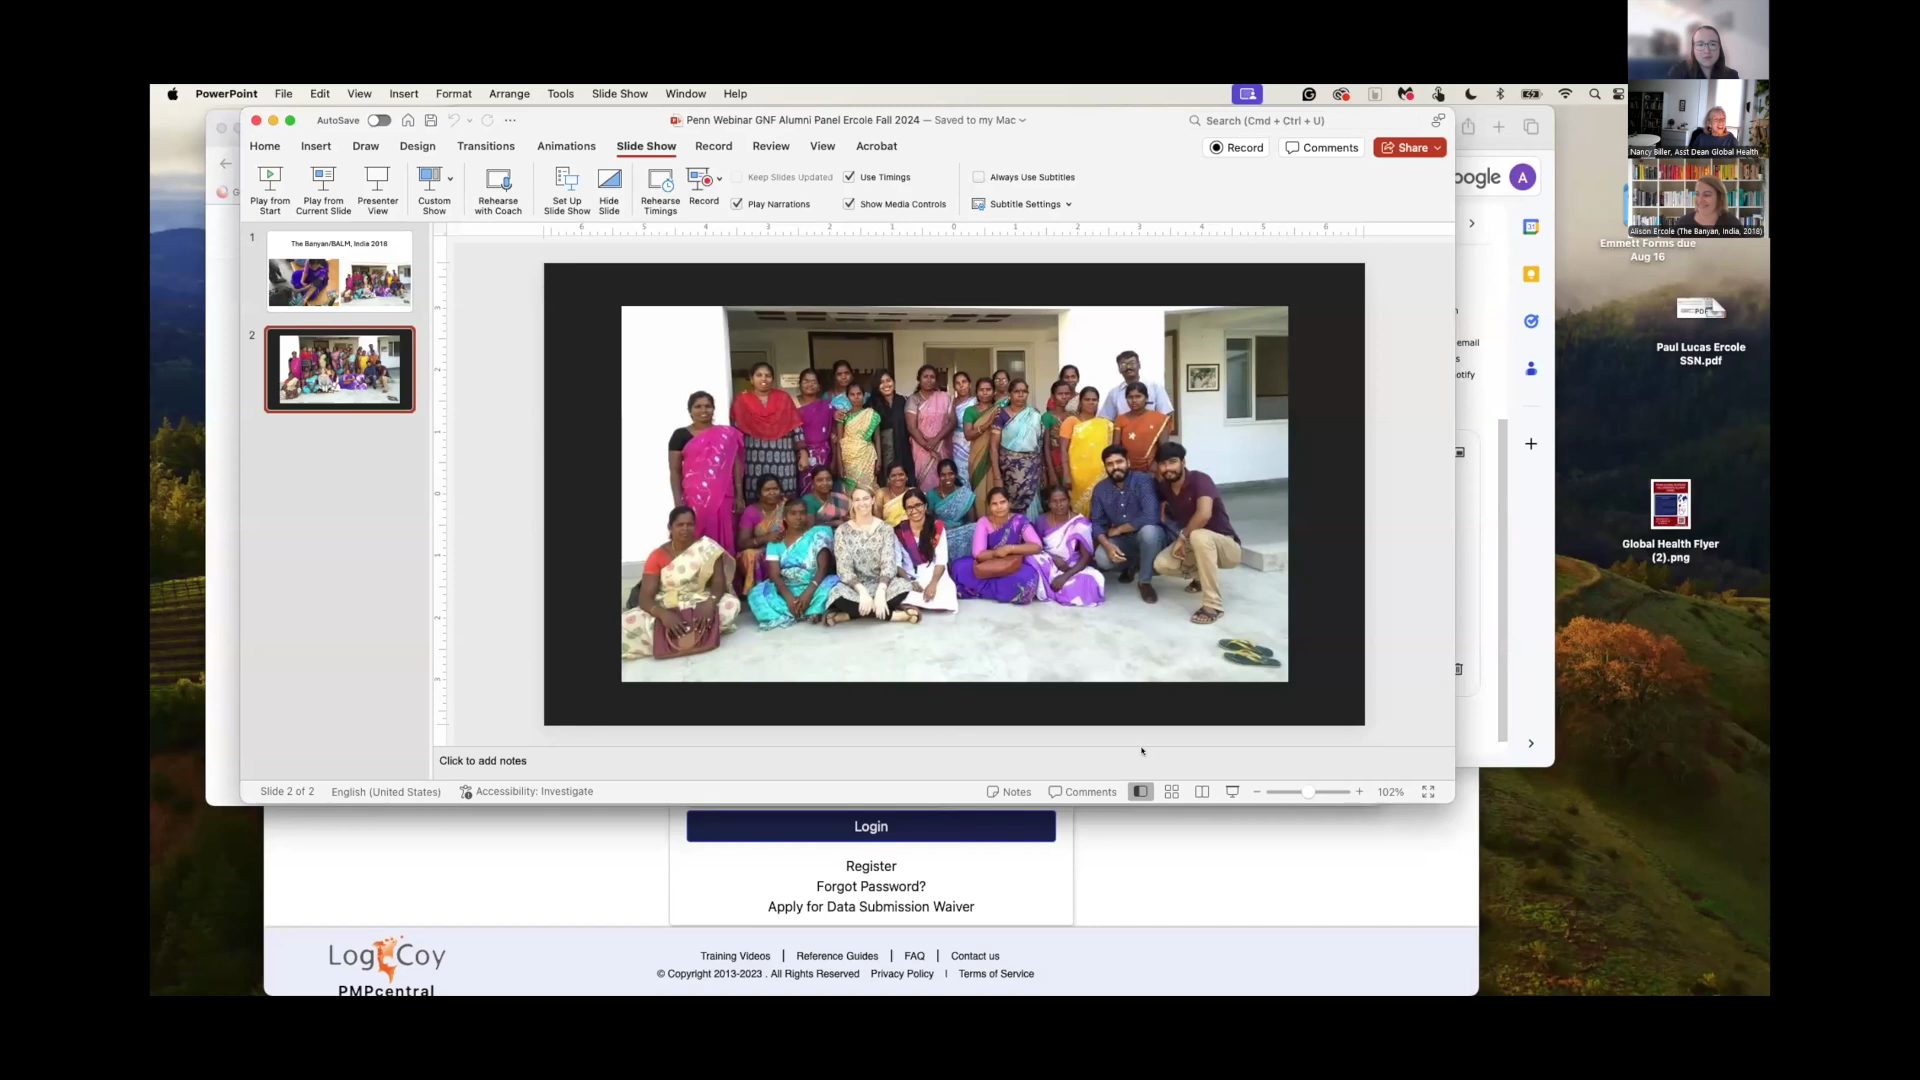 PowerPoint File Edit View Insert Format Arrange Tools Slide Show Window Help
AutoSave
Penn Webinar GNF Alumni Panel Ercole Fall 2024 — Saved to my Mac
Search (Cmd + Ctrl + U)
Home Insert Draw Design Transitions Animations Slide Show Record Review View Acrobat
Record
Comments
Share
Play from Start
Play from Current Slide
Presenter View
Custom Show
Rehearse with Coach
Set Up Slide Show
Hide Slide
Rehearse Timings
Record
Keep Slides Updated
Use Timings
Play Narrations
Show Media Controls
Always Use Subtitles
Subtitle Settings
1
The Banyan/BALM, India 2018
2
Click to add notes
Slide 2 of 2
English (United States)
Accessibility: Investigate
Notes
Comments
102%
Nancy Biller, Asst Dean Global Health
Alison Ercole (The Banyan, India, 2018)
oogle
A
31
email
s
otify
Emmett Forms due
Aug 16
PDF
Paul Lucas Ercole
SSN.pdf
Global Health Flyer
(2).png
Login
Register
Forgot Password?
Apply for Data Submission Waiver
LogiCoy
PMPcentral
Training Videos | Reference Guides | FAQ | Contact us
© Copyright 2013-2023 . All Rights Reserved Privacy Policy | Terms of Service